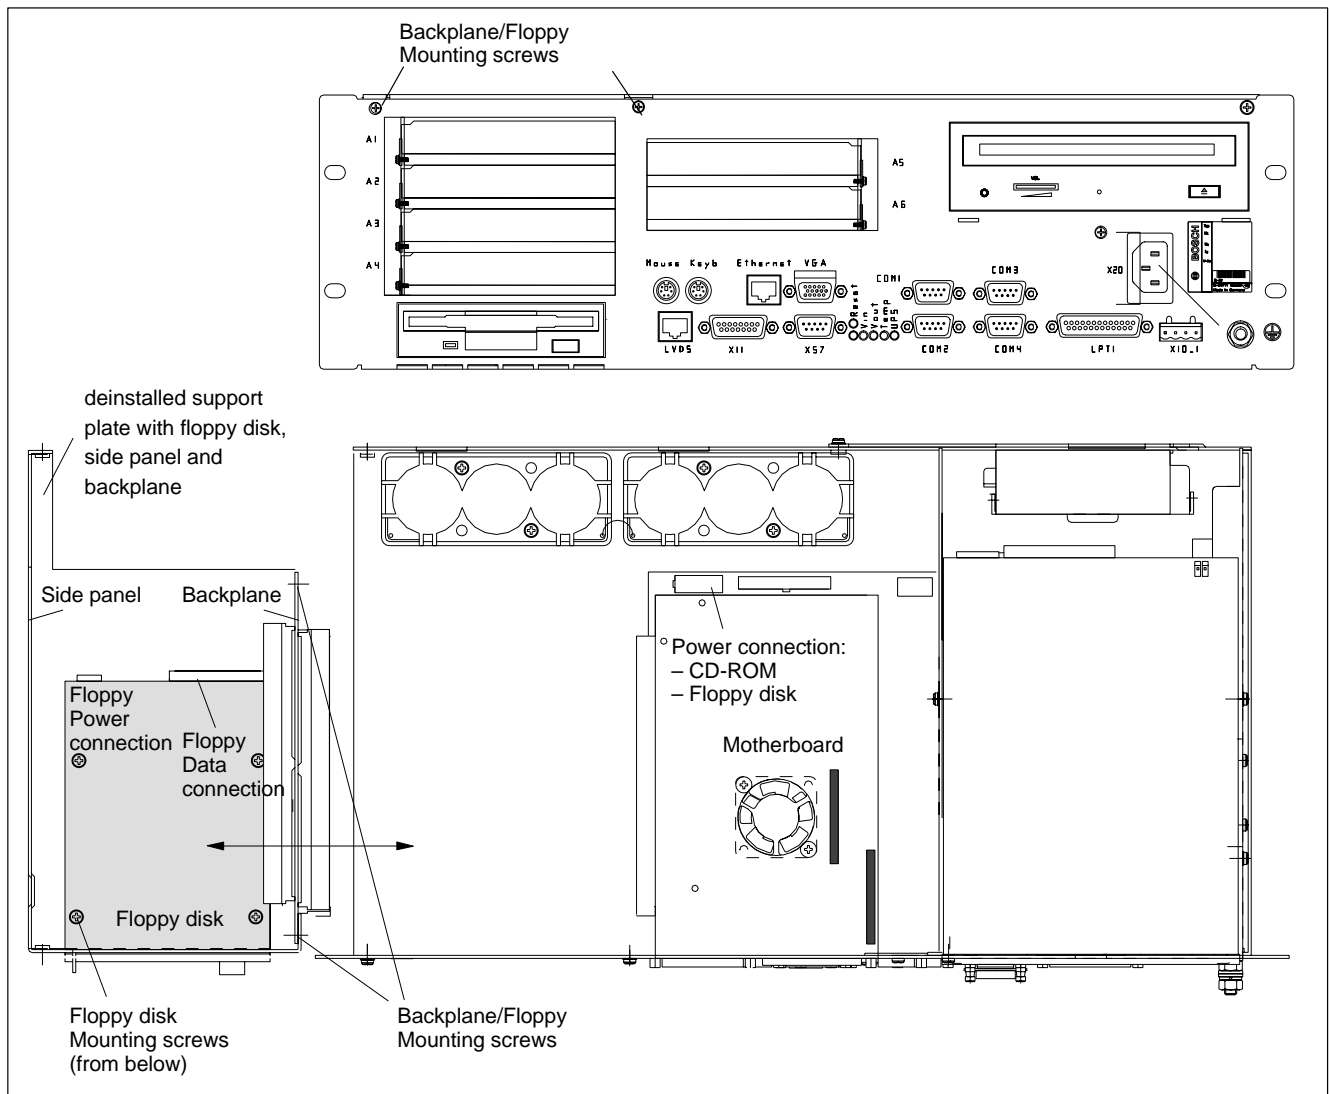 Backplane/Floppy
Mounting screws
A1
A2
A3
A4
A5
A6
VOL
BOSCH
X20
Mouse Keyb Ethernet VGA
COM1
COM3
Reset
Vin
Vout
Temp
UPS
LVDS
X11
X57
COM2
COM4
LPT1
X10_1
deinstalled support
plate with floppy disk,
side panel and
backplane
Side panel
Backplane
Floppy
Power
connection
Floppy
Data
connection
Power connection:
– CD-ROM
– Floppy disk
Motherboard
Floppy disk
Floppy disk
Mounting screws
(from below)
Backplane/Floppy
Mounting screws